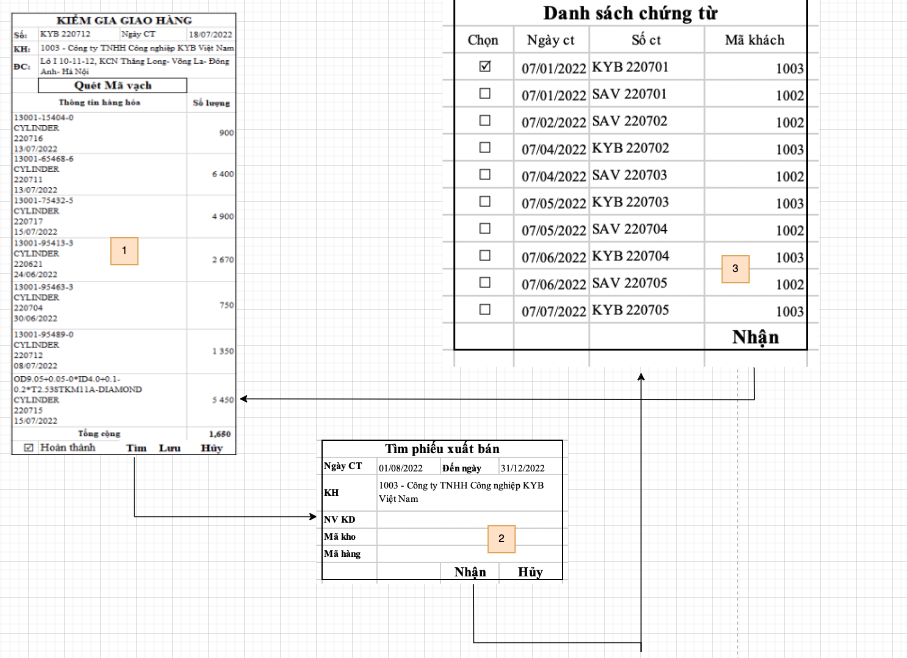 KIỂM GIA GIAO HÀNG
Số: KYB 220712 Ngày CT 18/07/2022
KH: 1003 - Công ty TNHH Công nghiệp KYB Việt Nam
ĐC: Lô I 10-11-12, KCN Thăng Long- Võng La- Đông
Anh- Hà Nội
Quét Mã vạch
Thông tin hàng hóa Số lượng
13001-15404-0
CYLINDER
220716
13/07/2022
900
13001-65468-6
CYLINDER
220711
13/07/2022
6 400
13001-75432-5
CYLINDER
220717
15/07/2022
4 900
13001-95413-3
CYLINDER
220621
24/06/2022
2 670
13001-95463-3
CYLINDER
220704
30/06/2022
750
13001-95489-0
CYLINDER
220712
08/07/2022
1 350
OD9.05+0.05-0*ID4.0+0.1-
0.2*T2.538TKM11A-DIAMOND
CYLINDER
220715
15/07/2022
5 450
Tổng cộng 1,650
Hoàn thành Tìm Lưu Hủy
1
Danh sách chứng từ
Chọn Ngày ct Số ct Mã khách
07/01/2022 KYB 220701 1003
07/01/2022 SAV 220701 1002
07/02/2022 SAV 220702 1002
07/04/2022 KYB 220702 1003
07/04/2022 SAV 220703 1002
07/05/2022 KYB 220703 1003
07/05/2022 SAV 220704 1002
07/06/2022 KYB 220704 1003
07/06/2022 SAV 220705 1002
07/07/2022 KYB 220705 1003
Nhận
3
Tìm phiếu xuất bán
Ngày CT 01/08/2022 Đến ngày 31/12/2022
KH 1003 - Công ty TNHH Công nghiệp KYB
Việt Nam
NV KD
Mã kho
Mã hàng
Nhận Hủy
2